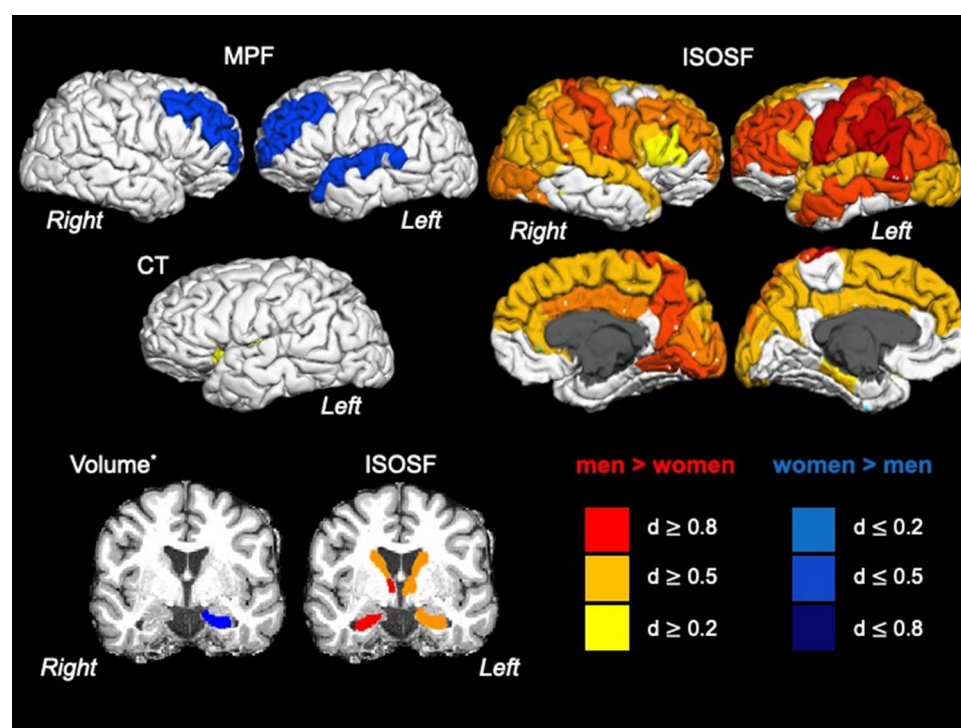 MPF
ISOSF
Right
Left
Right
Left
CT
Left
Volume*
ISOSF
men > women
women > men
d ≥ 0.8
d ≤ 0.2
d ≥ 0.5
d ≤ 0.5
d ≥ 0.2
d ≤ 0.8
Right
Left